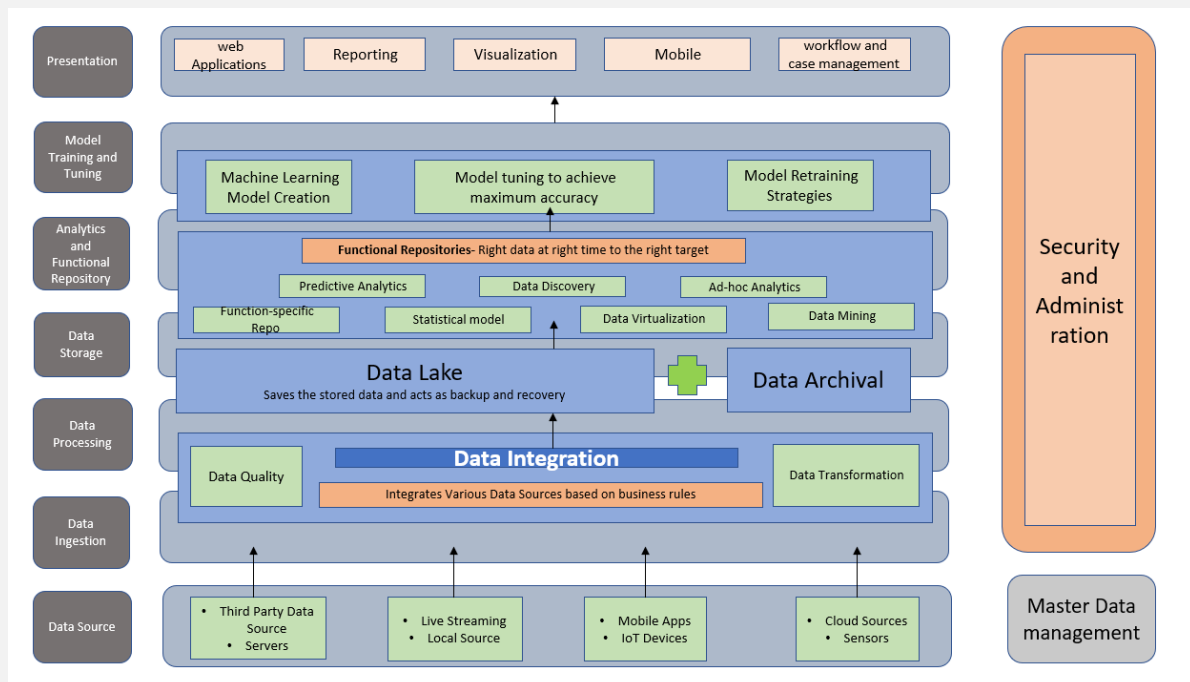 Presentation
web
Applications
Reporting
Visualization
Mobile
workflow and
case management
Model
Training and
Tuning
Machine Learning
Model Creation
Model tuning to achieve
maximum accuracy
Model Retraining
Strategies
Analytics
and
Functional
Repository
Functional Repositories- Right data at right time to the right target
Predictive Analytics
Data Discovery
Ad-hoc Analytics
Function-specific
Repo
Statistical model
Data Virtualization
Data Mining
Data
Storage
Data Lake
Saves the stored data and acts as backup and recovery
Data Archival
Data
Processing
Data Quality
Data Integration
Integrates Various Data Sources based on business rules
Data Transformation
Data
Ingestion
Data Source
• Third Party Data
Source
• Servers
• Live Streaming
• Local Source
• Mobile Apps
• IoT Devices
• Cloud Sources
• Sensors
Security
and
Administ
ration
Master Data
management